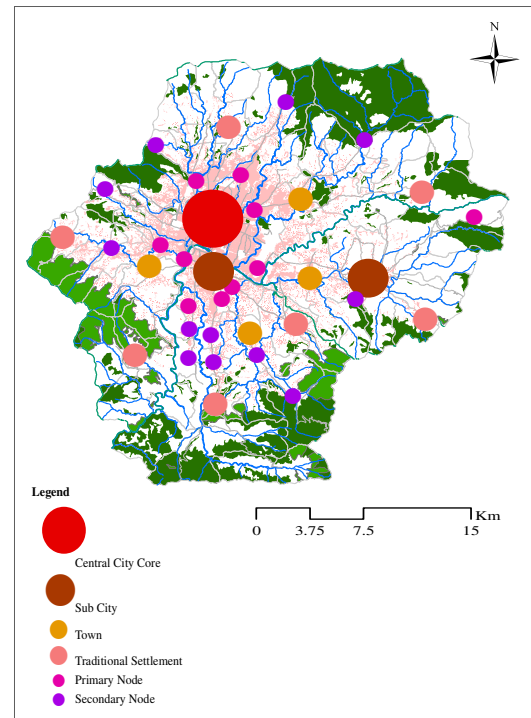 N
Legend
Central City Core
Sub City
Town
Traditional Settlement
Primary Node
Secondary Node
Km
0 3.75 7.5 15